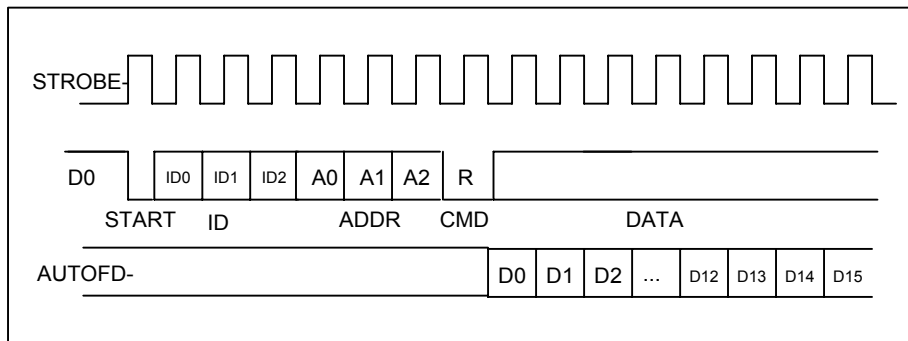 STROBE-
D0 ID0 ID1 ID2 A0 A1 A2 R
START ID ADDR CMD DATA
AUTOFD- D0 D1 D2 ... D12 D13 D14 D15